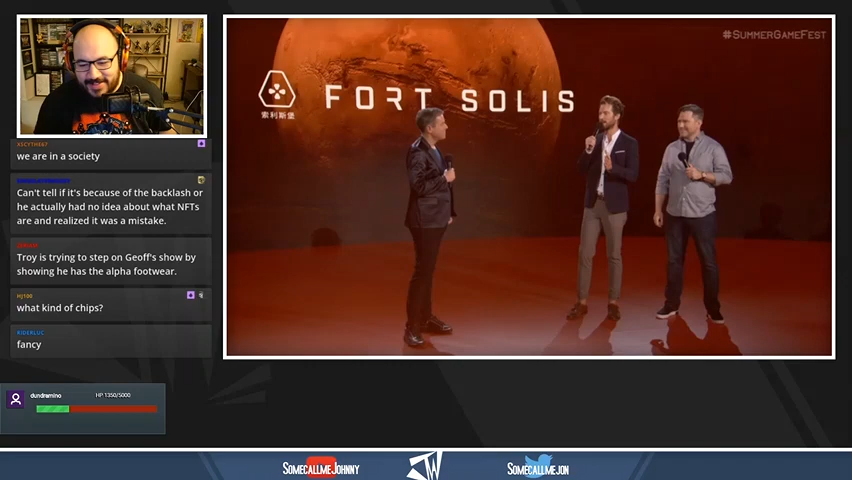 #SUMMERGAMEFEST
FORT SOLIS
索利斯堡
XSCYTHE67
we are in a society
Can't tell if it's because of the backlash or
he actually had no idea about what NFTs
are and realized it was a mistake.
Troy is trying to step on Geoff's show by
showing he has the alpha footwear.
HJ100
what kind of chips?
RIDERLUC
fancy
dundramino HP 1350/5000
SOMECALLMEJOHNNY
SOMECALLMEJON